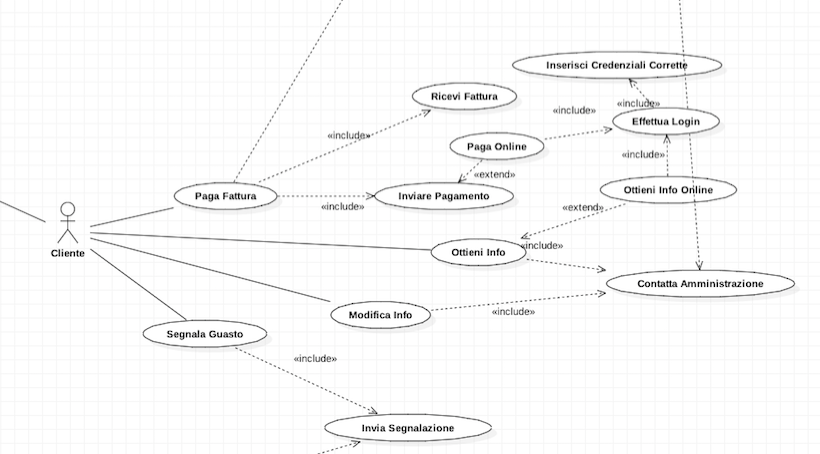 Inserisci Credenziali Corrette
Ricevi Fattura
«include»
«include»
Effettua Login
«include»
Paga Online
«include»
«extend»
Ottieni Info Online
Paga Fattura
«include»
Inviare Pagamento
«extend»
Cliente
Ottieni Info
«include»
Contatta Amministrazione
Modifica Info
«include»
Segnala Guasto
«include»
Invia Segnalazione